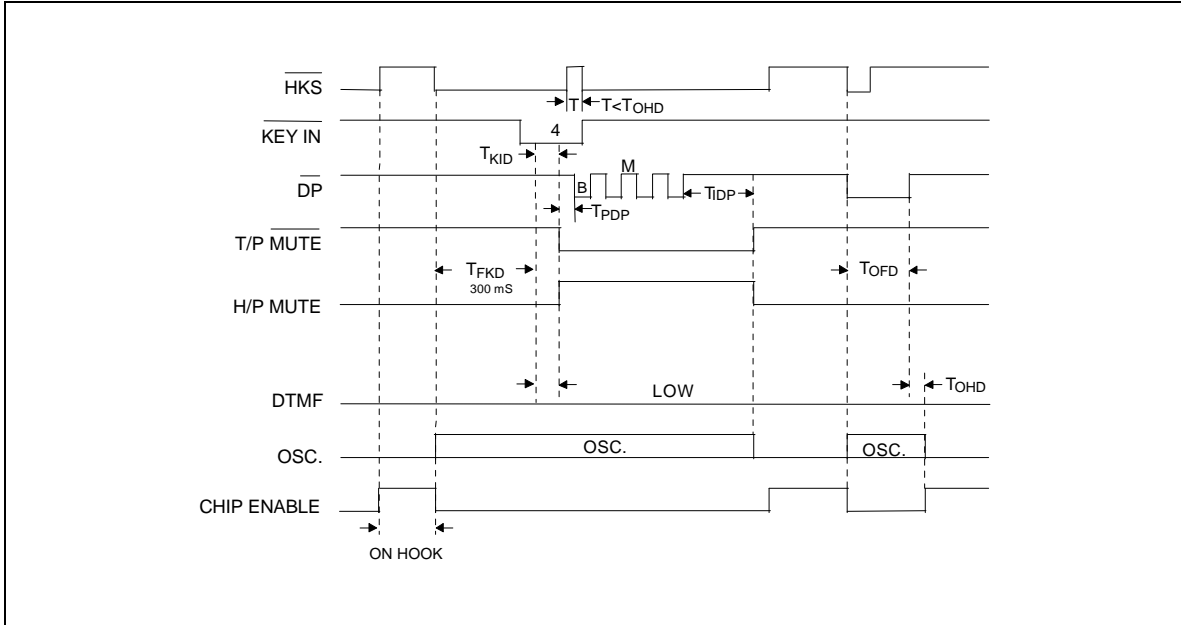 HKS
T T<TOHD
KEY IN 4
TKID
DP B M TIDP
TPDP
T/P MUTE
TFKD
300 mS
TOFD
H/P MUTE
LOW TOHD
DTMF
OSC. OSC. OSC.
CHIP ENABLE
ON HOOK